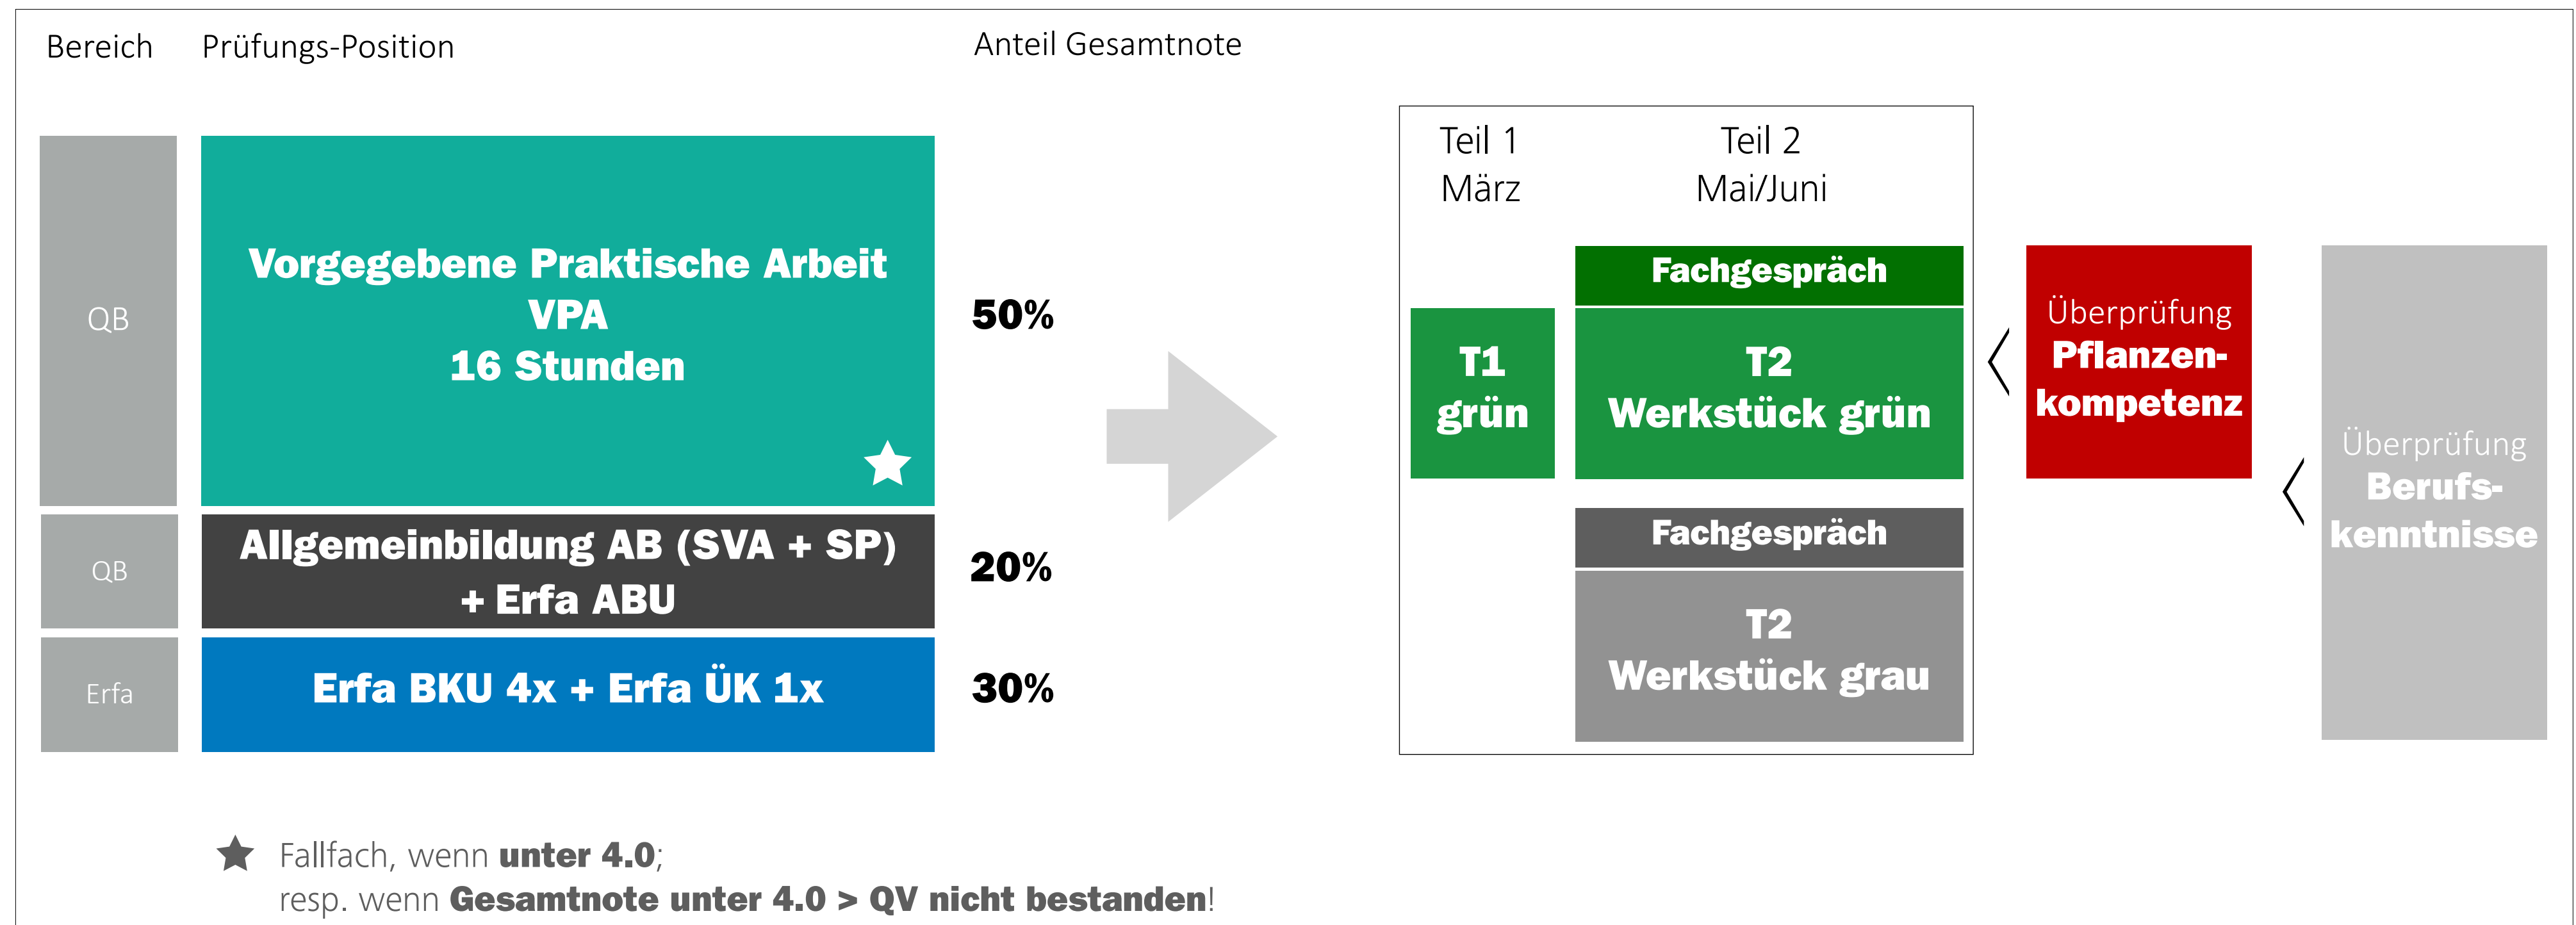 Bereich
Prüfungs-Position
Anteil Gesamtnote
QB
Vorgegebene Praktische Arbeit
VPA
16 Stunden
50%
QB
Allgemeinbildung AB (SVA + SP)
+ Erfa ABU
20%
Erfa
Erfa BKU 4x + Erfa ÜK 1x
30%
Fallfach, wenn unter 4.0;
resp. wenn Gesamtnote unter 4.0 > QV nicht bestanden!
Teil 1
März
Teil 2
Mai/Juni
T1
grün
Fachgespräch
T2
Werkstück grün
Fachgespräch
T2
Werkstück grau
Überprüfung
Pflanzen-
kompetenz
Überprüfung
Berufs-
kenntnisse